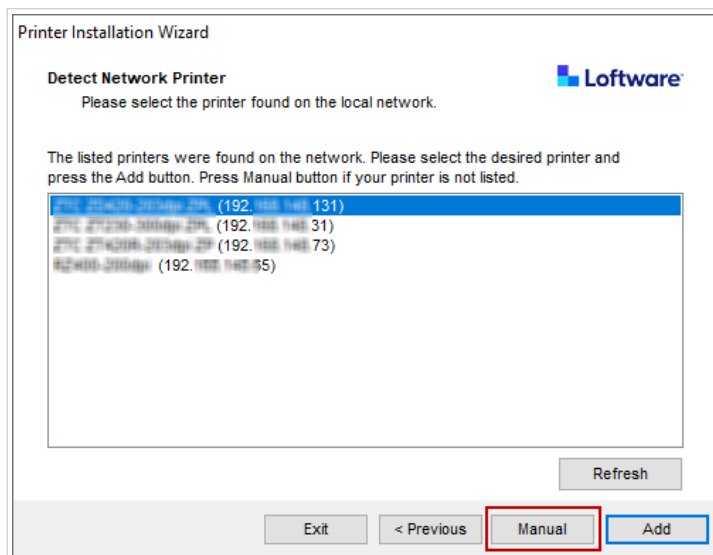 Printer Installation Wizard
Detect Network Printer
Loftware
Please select the printer found on the local network.
The listed printers were found on the network. Please select the desired printer and
press the Add button. Press Manual button if your printer is not listed.
(192. 131)
(192. 31)
(192. 73)
(192. 55)
Refresh
Exit
< Previous
Manual
Add